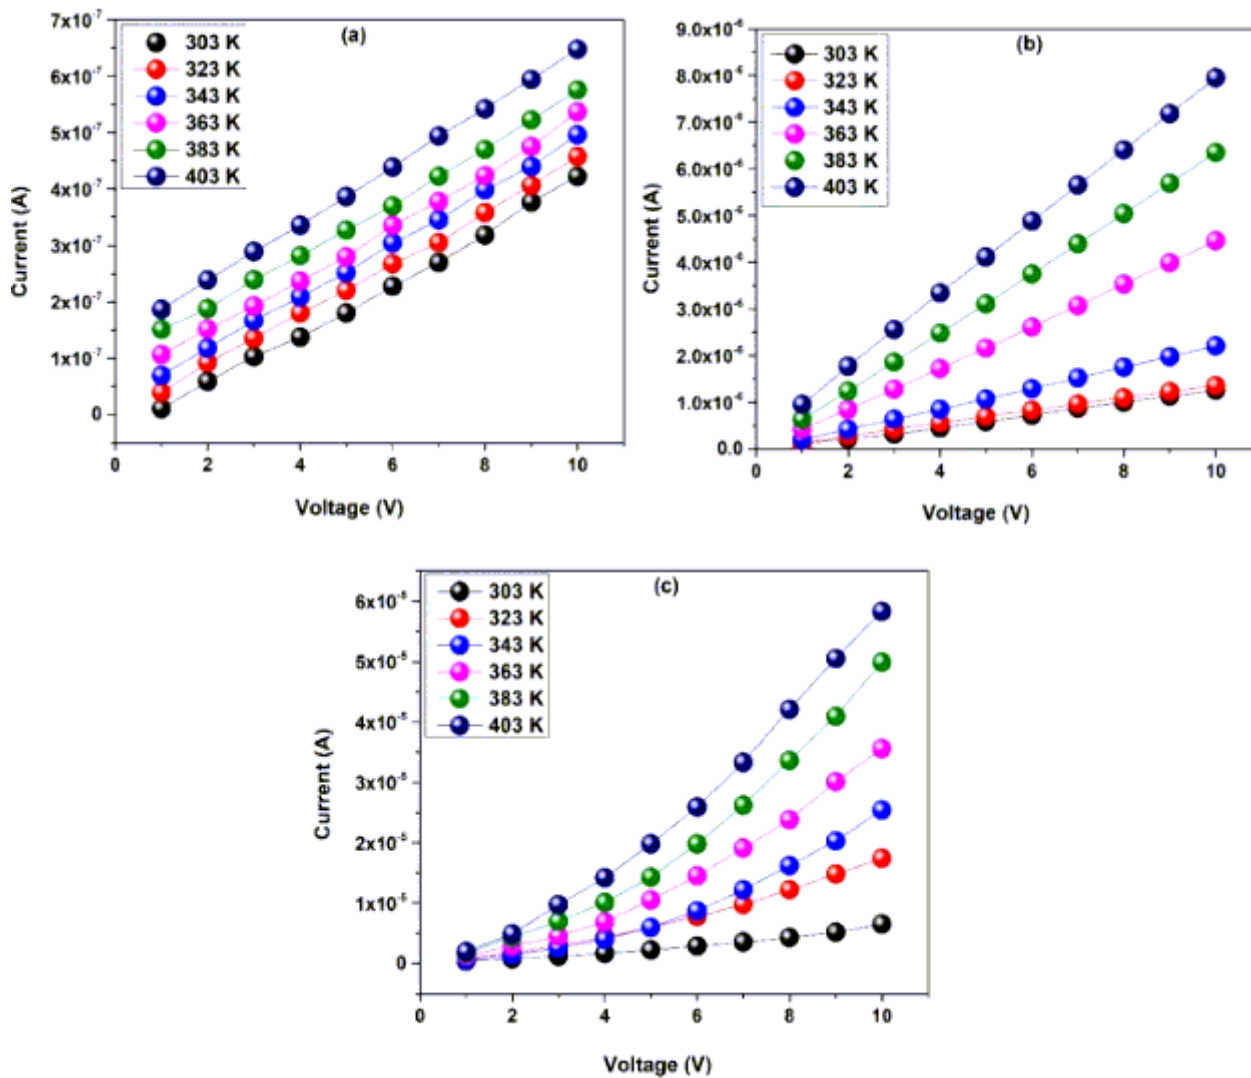 (a)
303 K
323 K
343 K
363 K
383 K
403 K
7x10⁻⁷
6x10⁻⁷
5x10⁻⁷
4x10⁻⁷
3x10⁻⁷
2x10⁻⁷
1x10⁻⁷
0
Current (A)
0 2 4 6 8 10
Voltage (V)
(b)
303 K
323 K
343 K
363 K
383 K
403 K
9.0x10⁻⁶
8.0x10⁻⁶
7.0x10⁻⁶
6.0x10⁻⁶
5.0x10⁻⁶
4.0x10⁻⁶
3.0x10⁻⁶
2.0x10⁻⁶
1.0x10⁻⁶
0.0
Current (A)
0 2 4 6 8 10
Voltage (V)
(c)
303 K
323 K
343 K
363 K
383 K
403 K
6x10⁻⁵
5x10⁻⁵
4x10⁻⁵
3x10⁻⁵
2x10⁻⁵
1x10⁻⁵
0
Current (A)
0 2 4 6 8 10
Voltage (V)